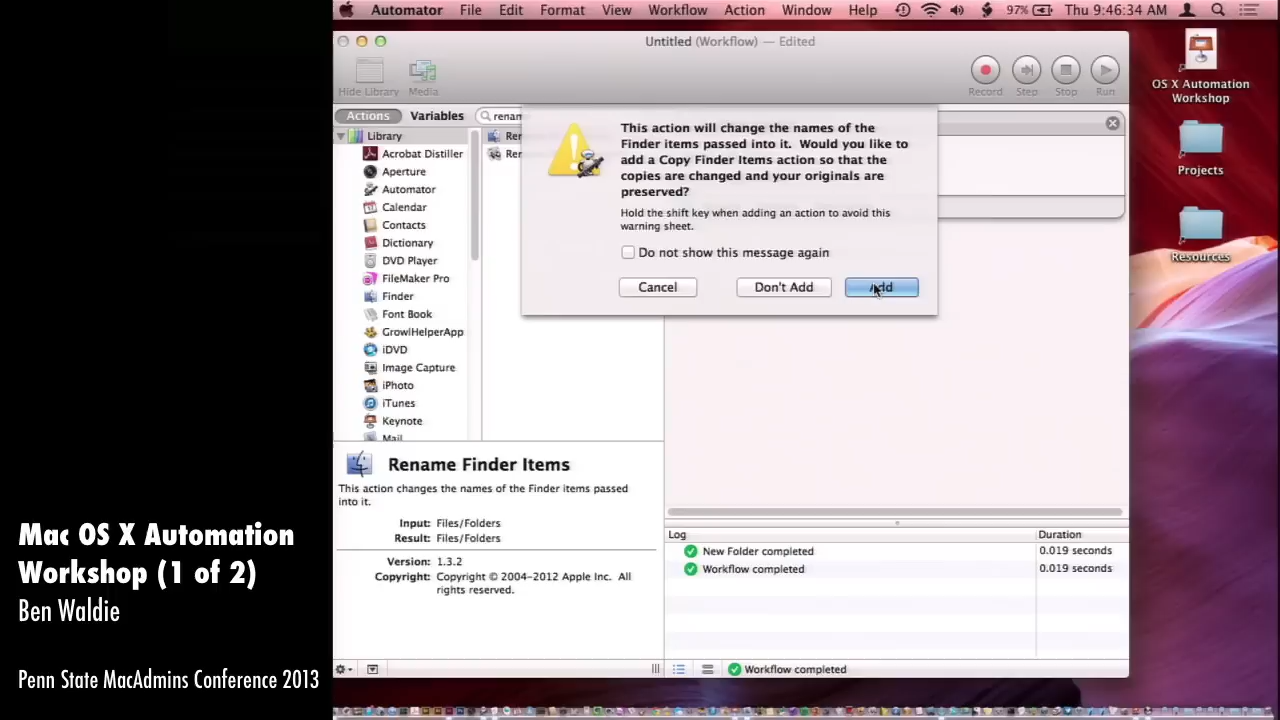 Automator File Edit Format View Workflow Action Window Help 97% Thu 9:46:34 AM
Untitled (Workflow) — Edited
Hide Library Media Record Step Stop Run
Actions Variables renam
Library
Acrobat Distiller
Aperture
Automator
Calendar
Contacts
Dictionary
DVD Player
FileMaker Pro
Finder
Font Book
GrowlHelperApp
iDVD
Image Capture
iPhoto
iTunes
Keynote
Mail
Ren
Ren
This action will change the names of the
Finder items passed into it. Would you like to
add a Copy Finder Items action so that the
copies are changed and your originals are
preserved?
Hold the shift key when adding an action to avoid this
warning sheet.
Do not show this message again
Cancel Don't Add Add
OS X Automation
Workshop
Projects
Resources
Rename Finder Items
This action changes the names of the Finder items passed
into it.
Input: Files/Folders
Result: Files/Folders
Version: 1.3.2
Copyright: Copyright © 2004–2012 Apple Inc. All
rights reserved.
Log Duration
New Folder completed 0.019 seconds
Workflow completed 0.019 seconds
Workflow completed
Mac OS X Automation
Workshop (1 of 2)
Ben Waldie
Penn State MacAdmins Conference 2013